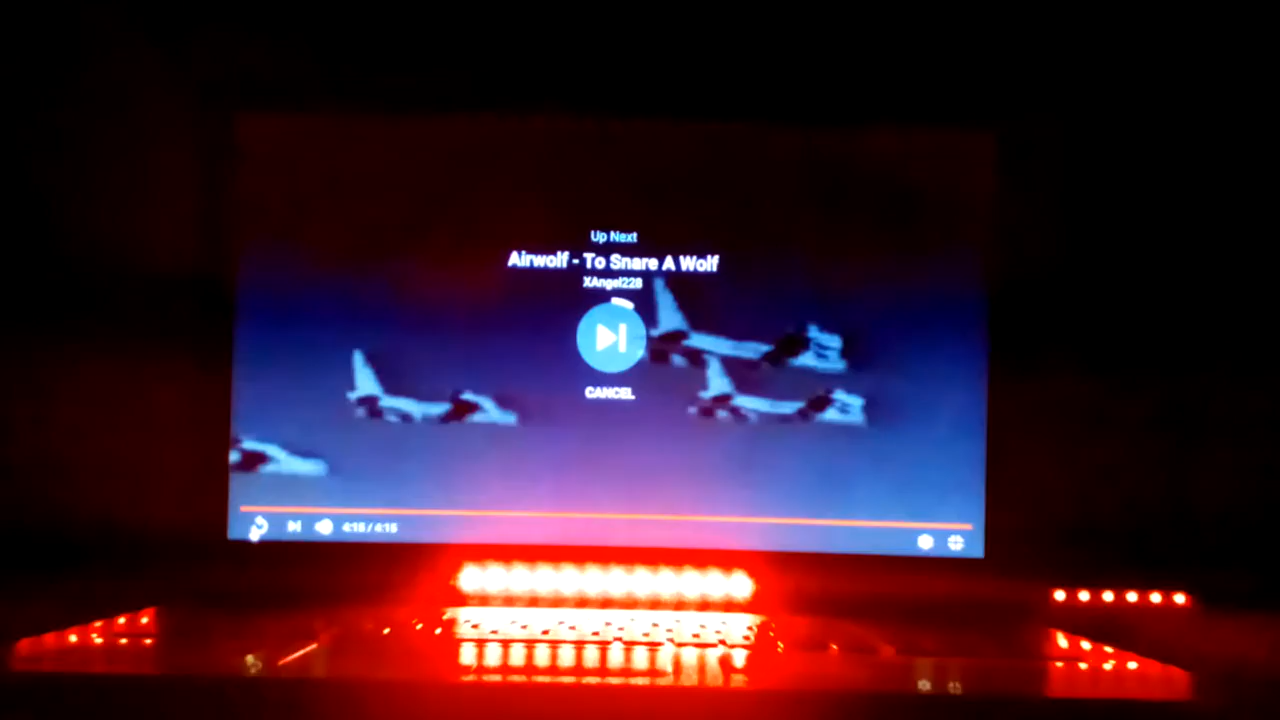 Up Next
Airwolf - To Snare A Wolf
XAngel228
CANCEL
4:15 / 4:15